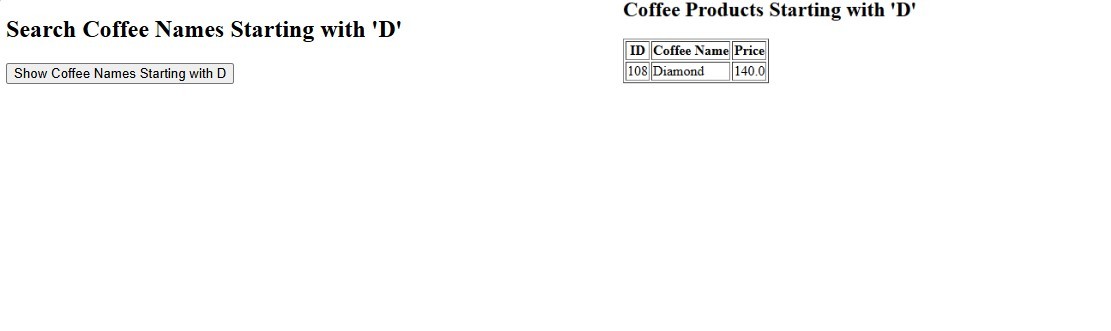 Search Coffee Names Starting with 'D'
Show Coffee Names Starting with D
Coffee Products Starting with 'D'
ID Coffee Name Price
108 Diamond 140.0